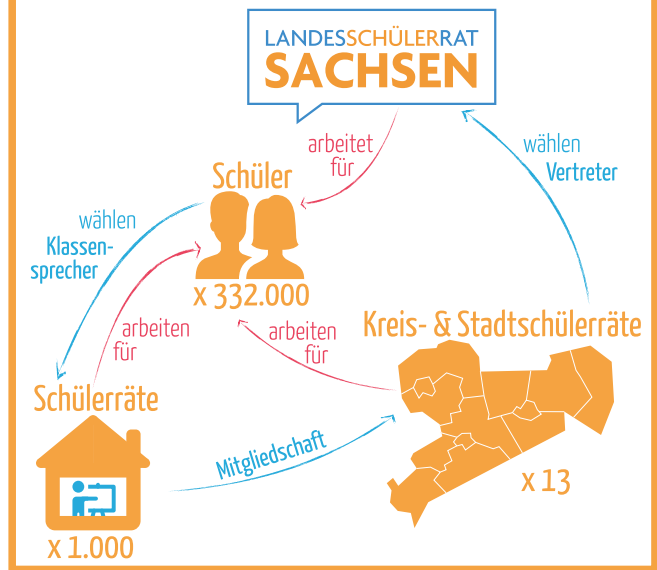 LANDESSCHÜLERRAT
SACHSEN
arbeitet
für
wählen
Vertreter
Schüler
wählen
Klassen-
sprecher
x 332.000
arbeiten
für
arbeiten
für
Kreis- & Stadtschülerräte
Schülerräte
Mitgliedschaft
x 13
x 1.000